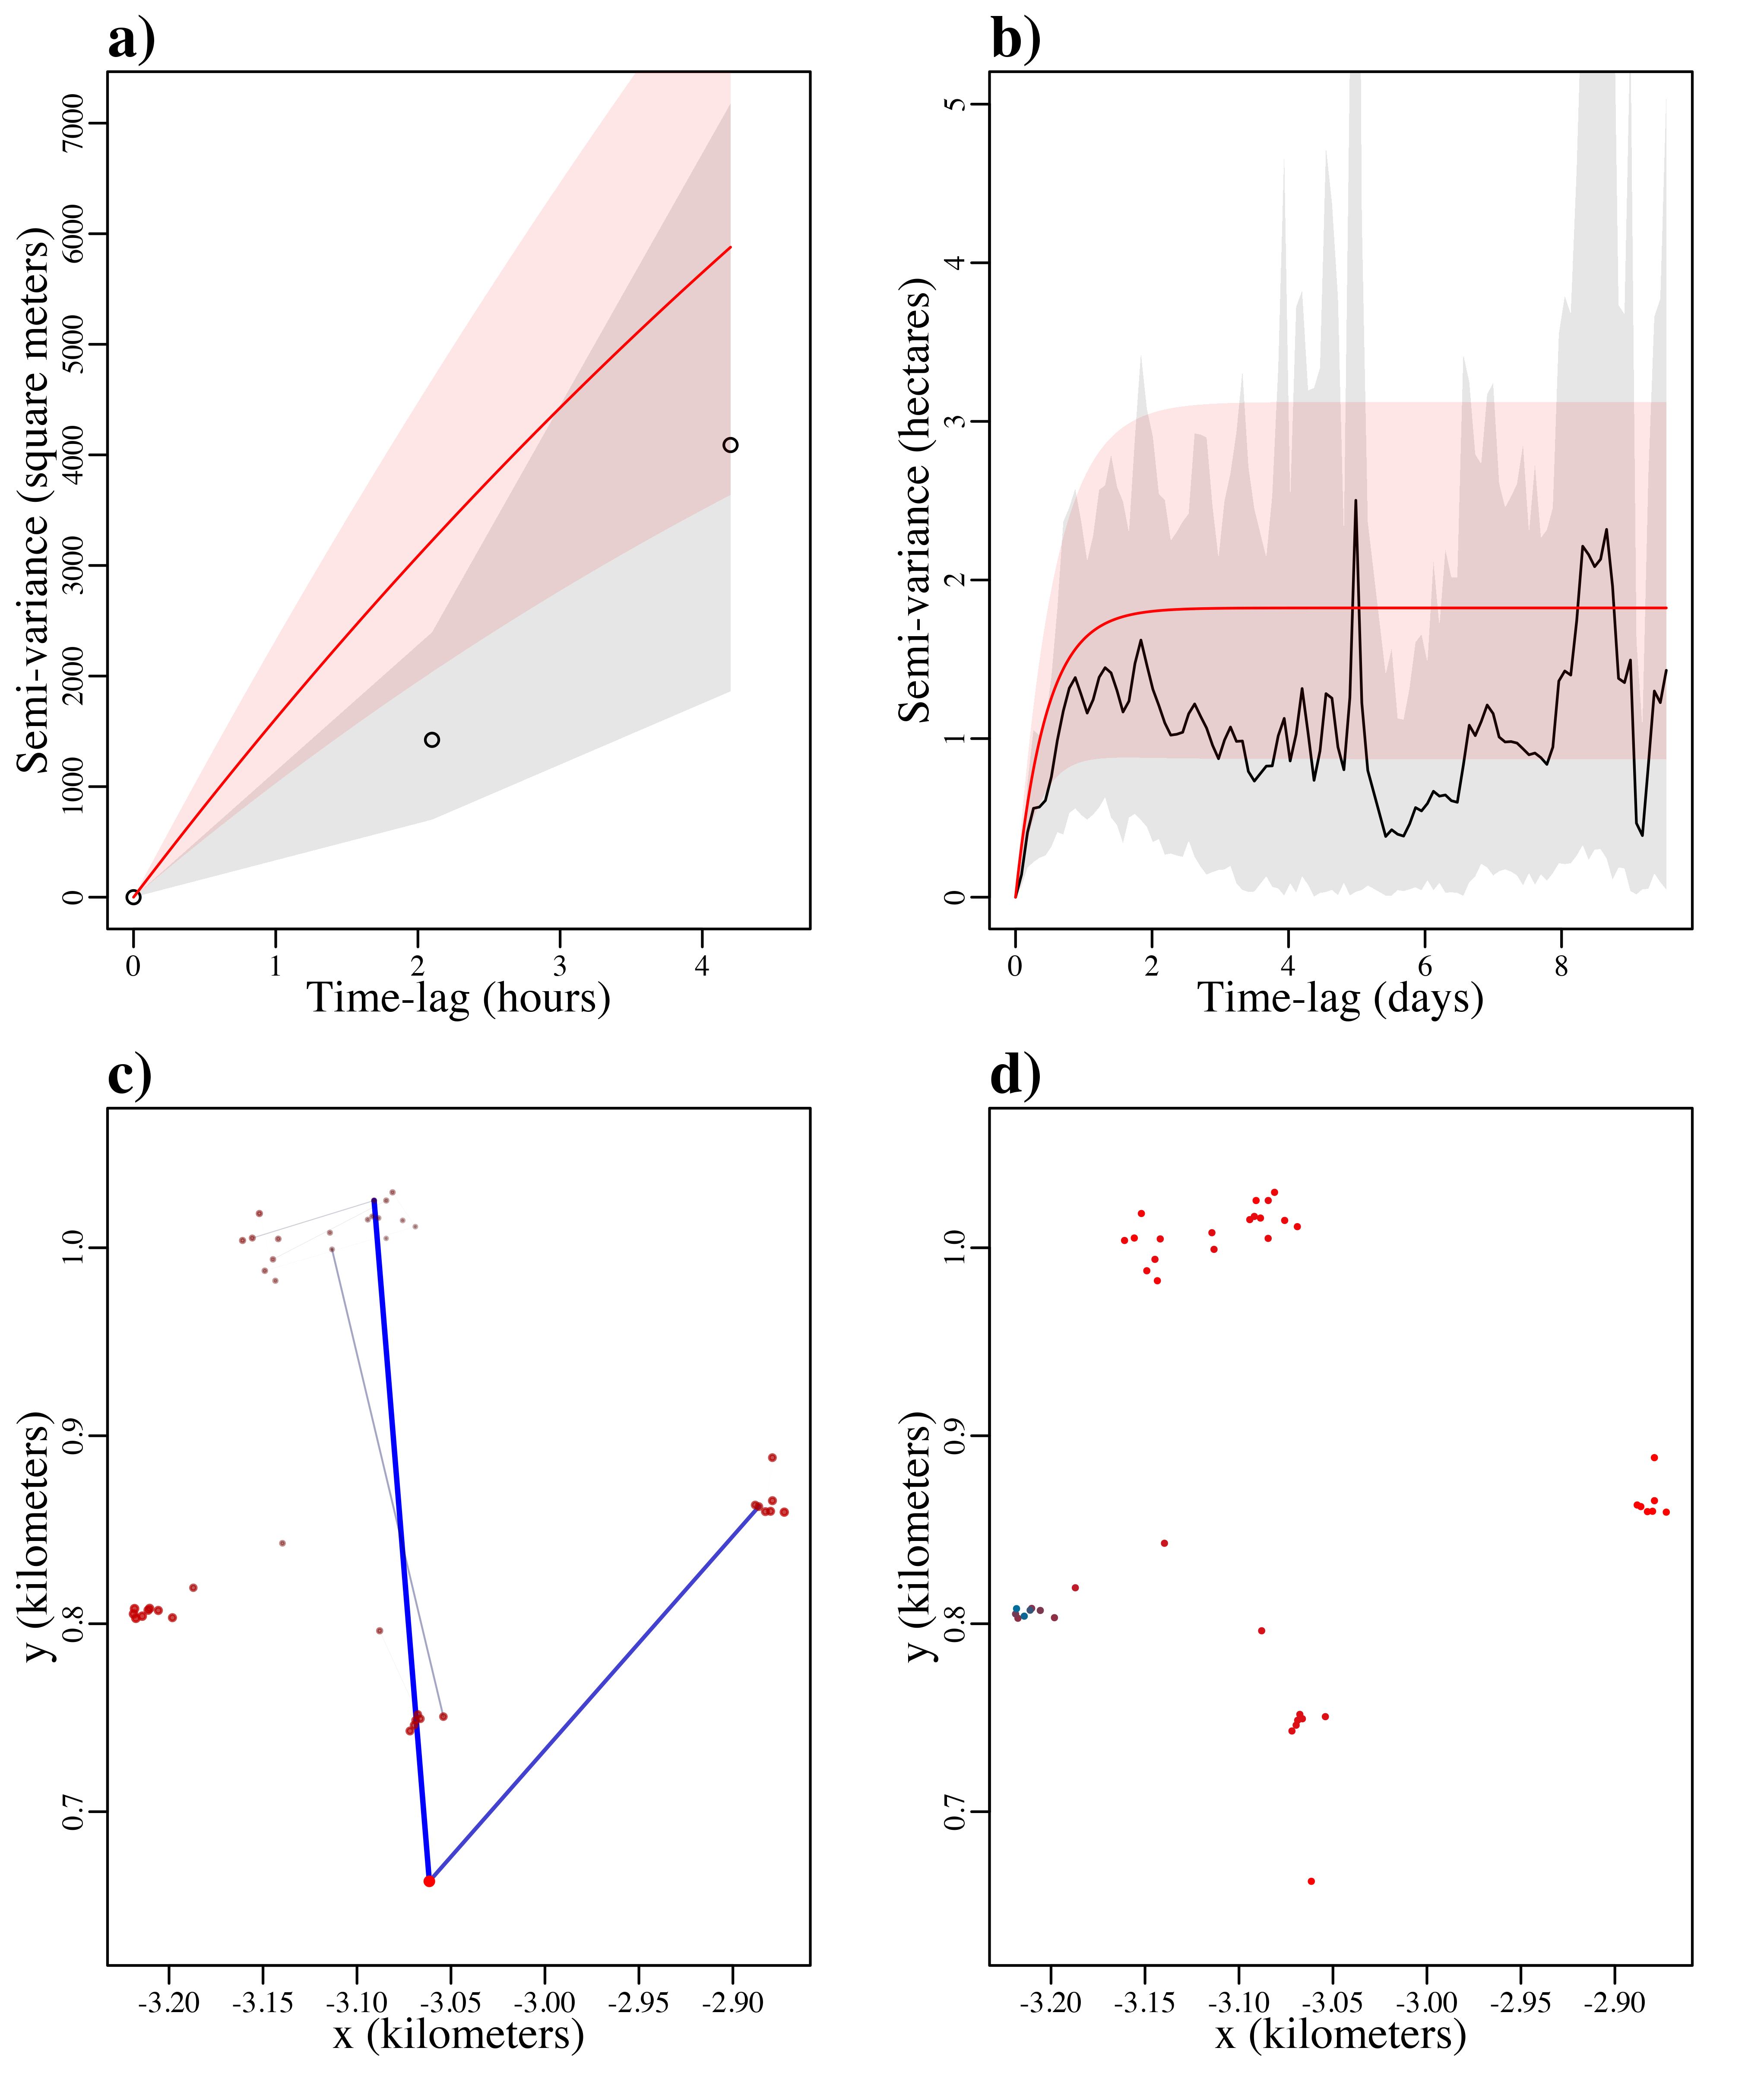 a)
Semi-variance (square meters)
0 1000 2000 3000 4000 5000 6000 7000
0 1 2 3 4
Time-lag (hours)
b)
Semi-variance (hectares)
0 1 2 3 4 5
0 2 4 6 8
Time-lag (days)
c)
y (kilometers)
0.7 0.8 0.9 1.0
-3.20 -3.15 -3.10 -3.05 -3.00 -2.95 -2.90
x (kilometers)
d)
y (kilometers)
0.7 0.8 0.9 1.0
-3.20 -3.15 -3.10 -3.05 -3.00 -2.95 -2.90
x (kilometers)